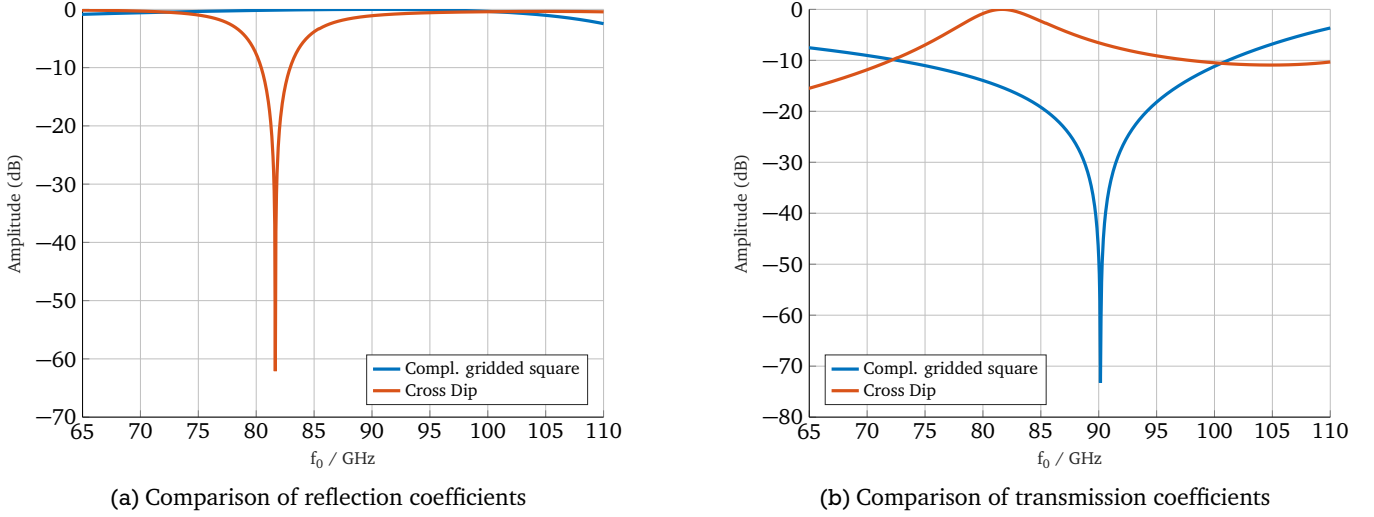 0
−10
−20
−30
−40
−50
−60
−70
65 70 75 80 85 90 95 100 105 110
Amplitude (dB)
f0 / GHz
Compl. gridded square
Cross Dip
(a) Comparison of reflection coefficients
0
−10
−20
−30
−40
−50
−60
−70
−80
65 70 75 80 85 90 95 100 105 110
Amplitude (dB)
f0 / GHz
Compl. gridded square
Cross Dip
(b) Comparison of transmission coefficients